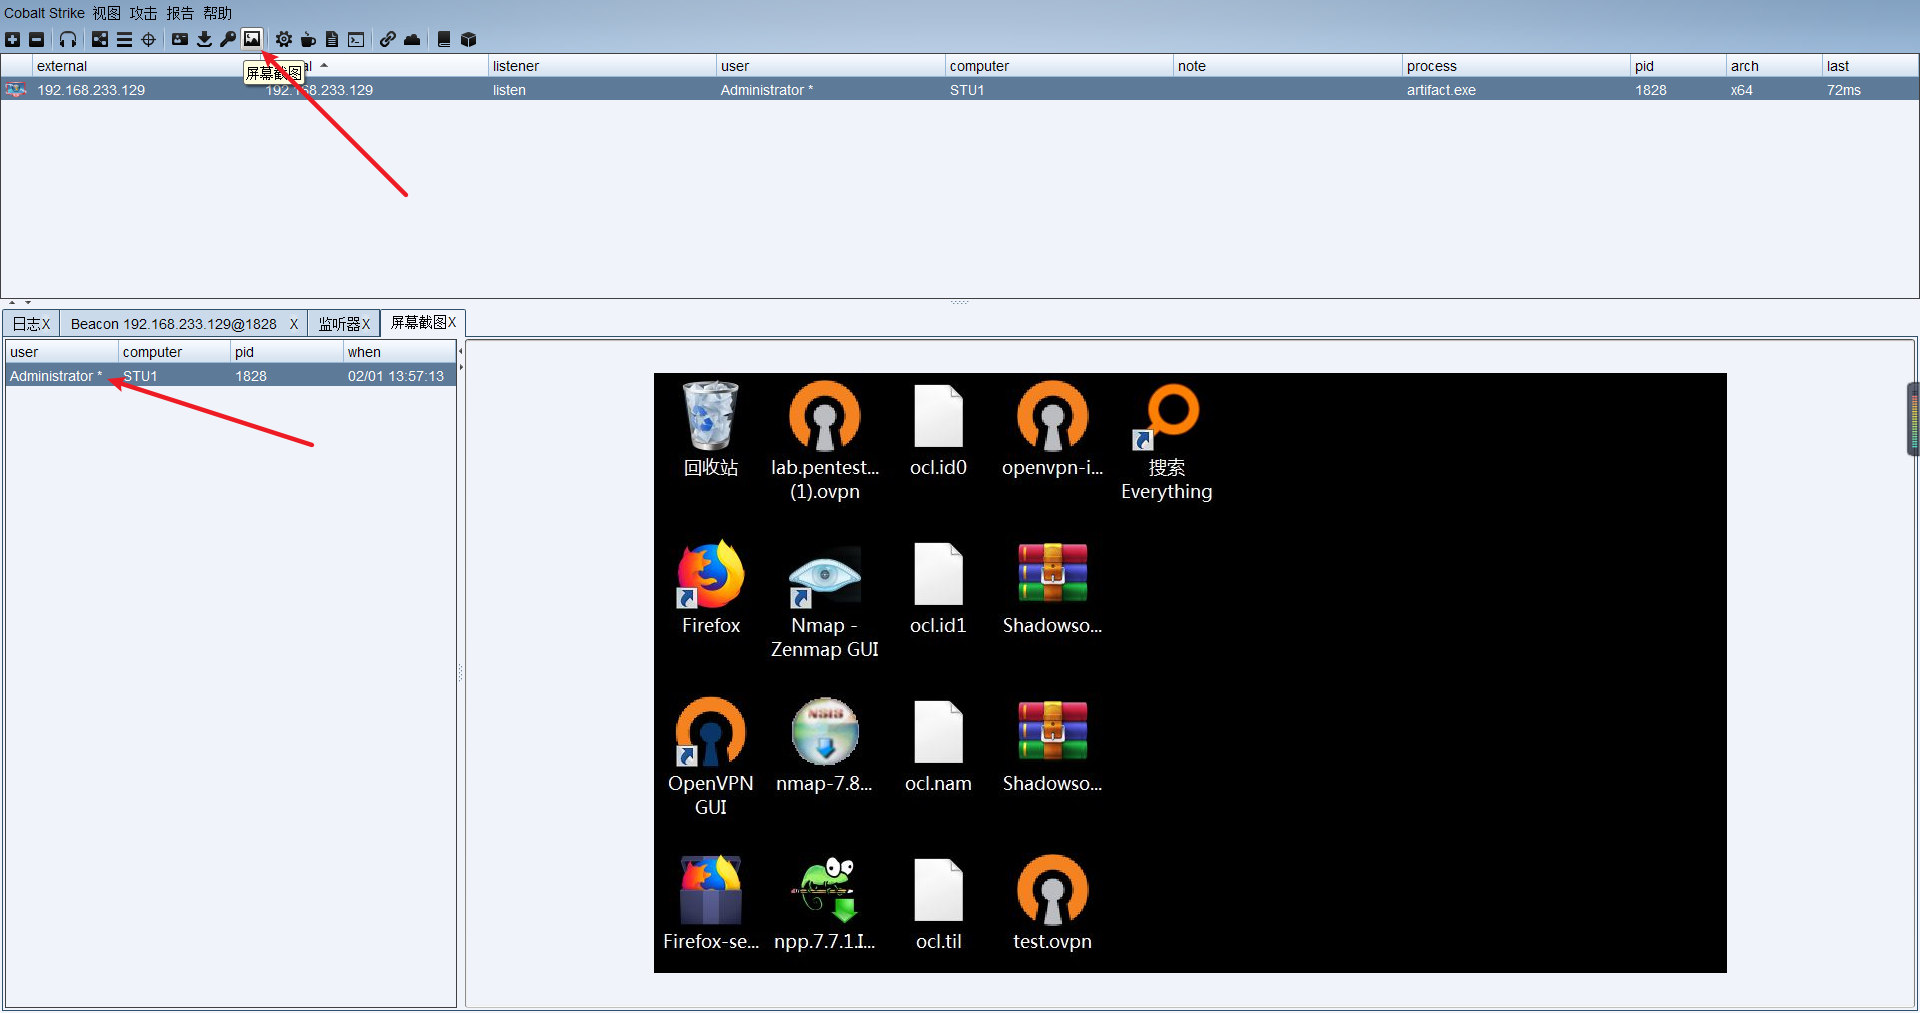 Cobalt Strike 视图 攻击 报告 帮助
external al listener user computer note process pid arch last
屏幕截图
192.168.233.129 192.168.233.129 listen Administrator * STU1 artifact.exe 1828 x64 72ms
日志X Beacon 192.168.233.129@1828 X 监听器X 屏幕截图X
user computer pid when
Administrator * STU1 1828 02/01 13:57:13
回收站 lab.pentest... ocl.id0 openvpn-i... 搜索
(1).ovpn Everything
Firefox Nmap - ocl.id1 Shadowso...
Zenmap GUI
NSIS
OpenVPN nmap-7.8... ocl.nam Shadowso...
GUI
Firefox-se... npp.7.7.1.I... ocl.til test.ovpn